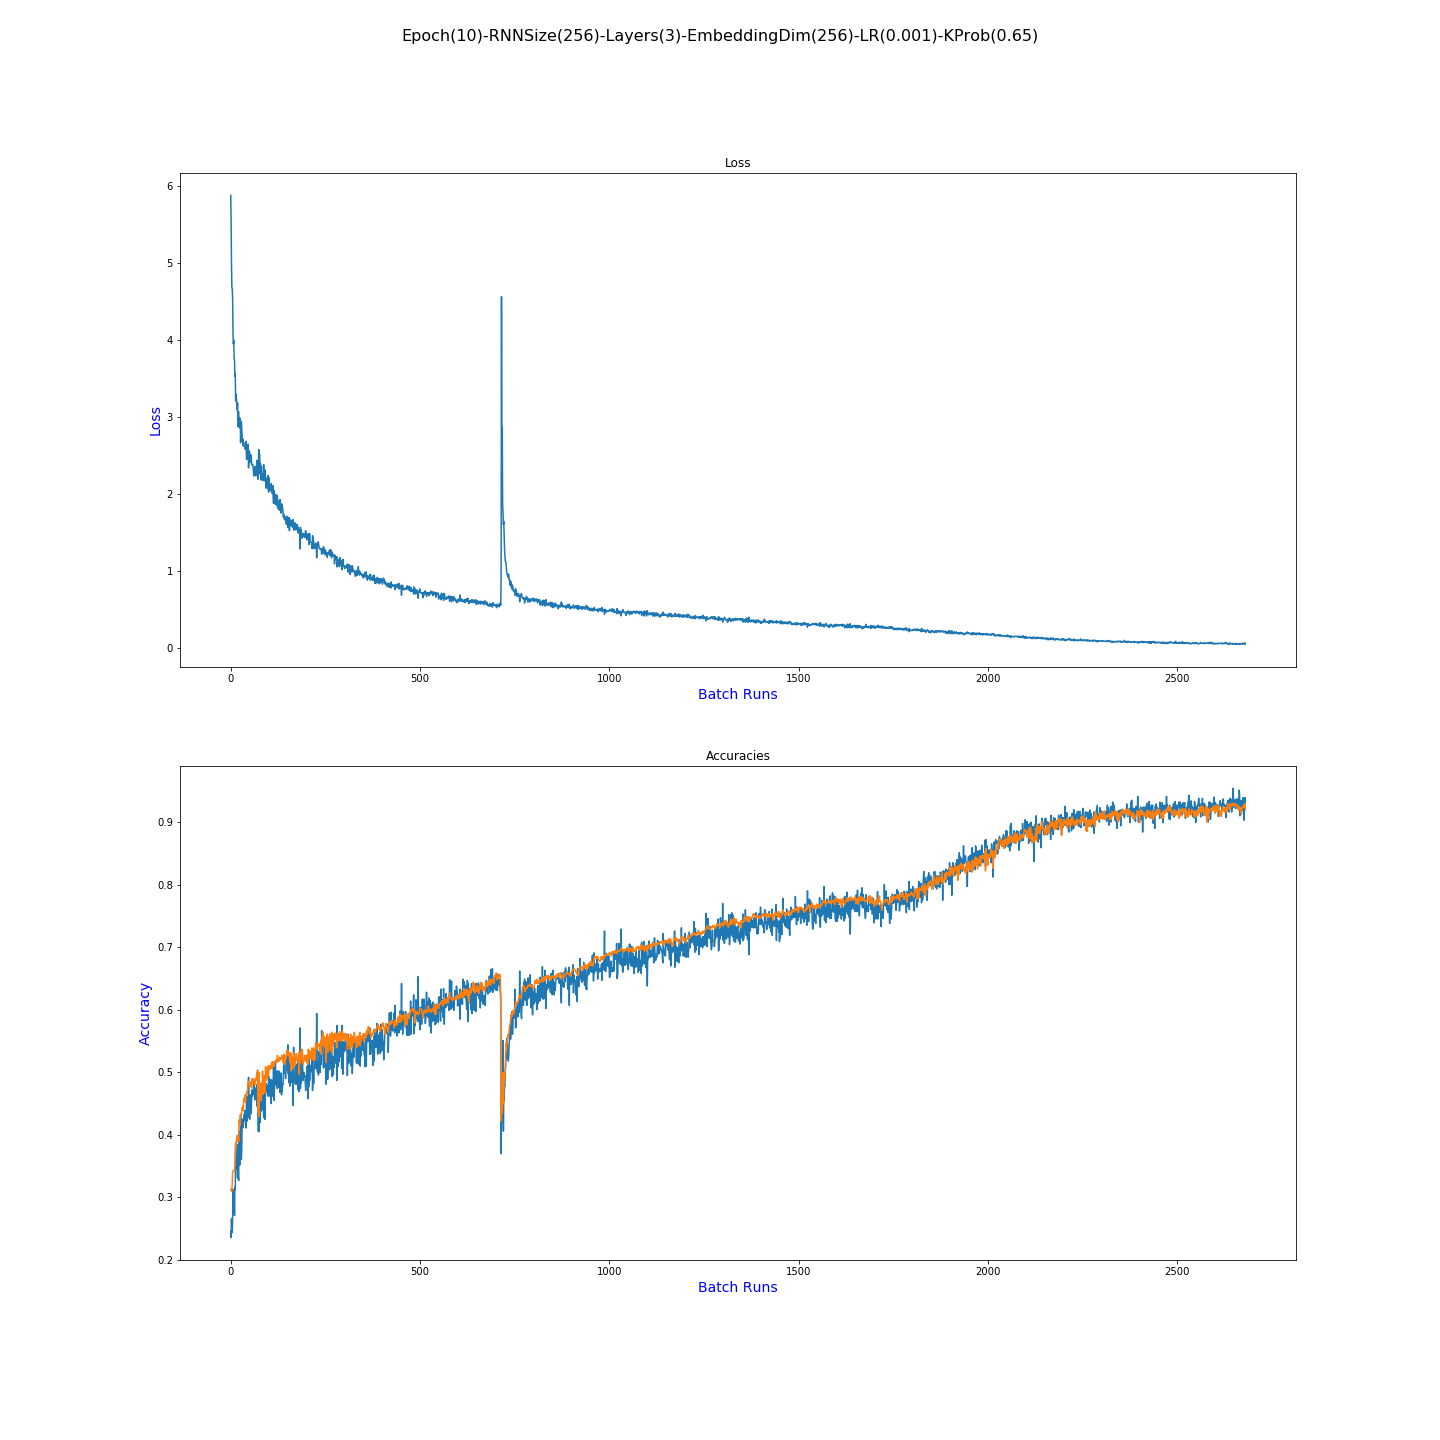 Epoch(10)-RNNSize(256)-Layers(3)-EmbeddingDim(256)-LR(0.001)-KProb(0.65)
Loss
6
5
4
3
2
1
0
Loss
0 500 1000 1500 2000 2500
Batch Runs
Accuracies
0.9
0.8
0.7
0.6
0.5
0.4
0.3
0.2
Accuracy
0 500 1000 1500 2000 2500
Batch Runs